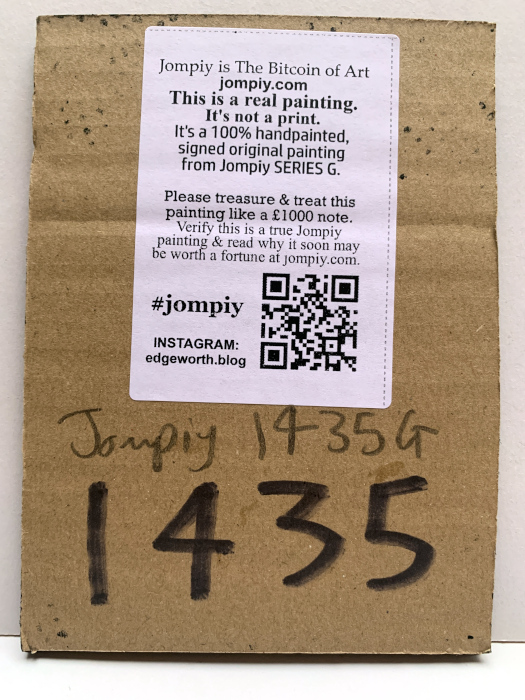 Jompiy is The Bitcoin of Art
jompiy.com
This is a real painting.
It's not a print.
It's a 100% handpainted,
signed original painting
from Jompiy SERIES G.
Please treasure & treat this
painting like a £1000 note.
Verify this is a true Jompiy
painting & read why it soon may
be worth a fortune at jompiy.com.
#jompiy
INSTAGRAM:
edgeworth.blog
Jompiy 1435G
1435